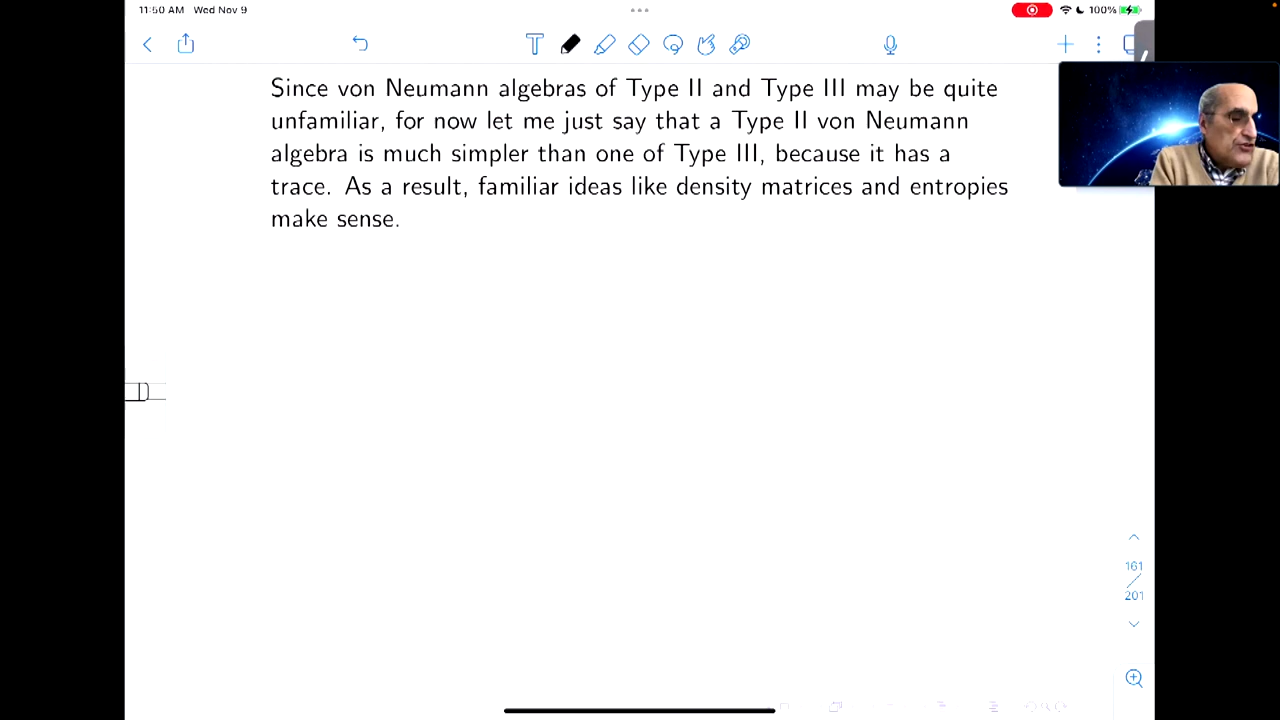 11:50 AM Wed Nov 9
100%
Since von Neumann algebras of Type II and Type III may be quite
unfamiliar, for now let me just say that a Type II von Neumann
algebra is much simpler than one of Type III, because it has a
trace. As a result, familiar ideas like density matrices and entropies
make sense.
161
201